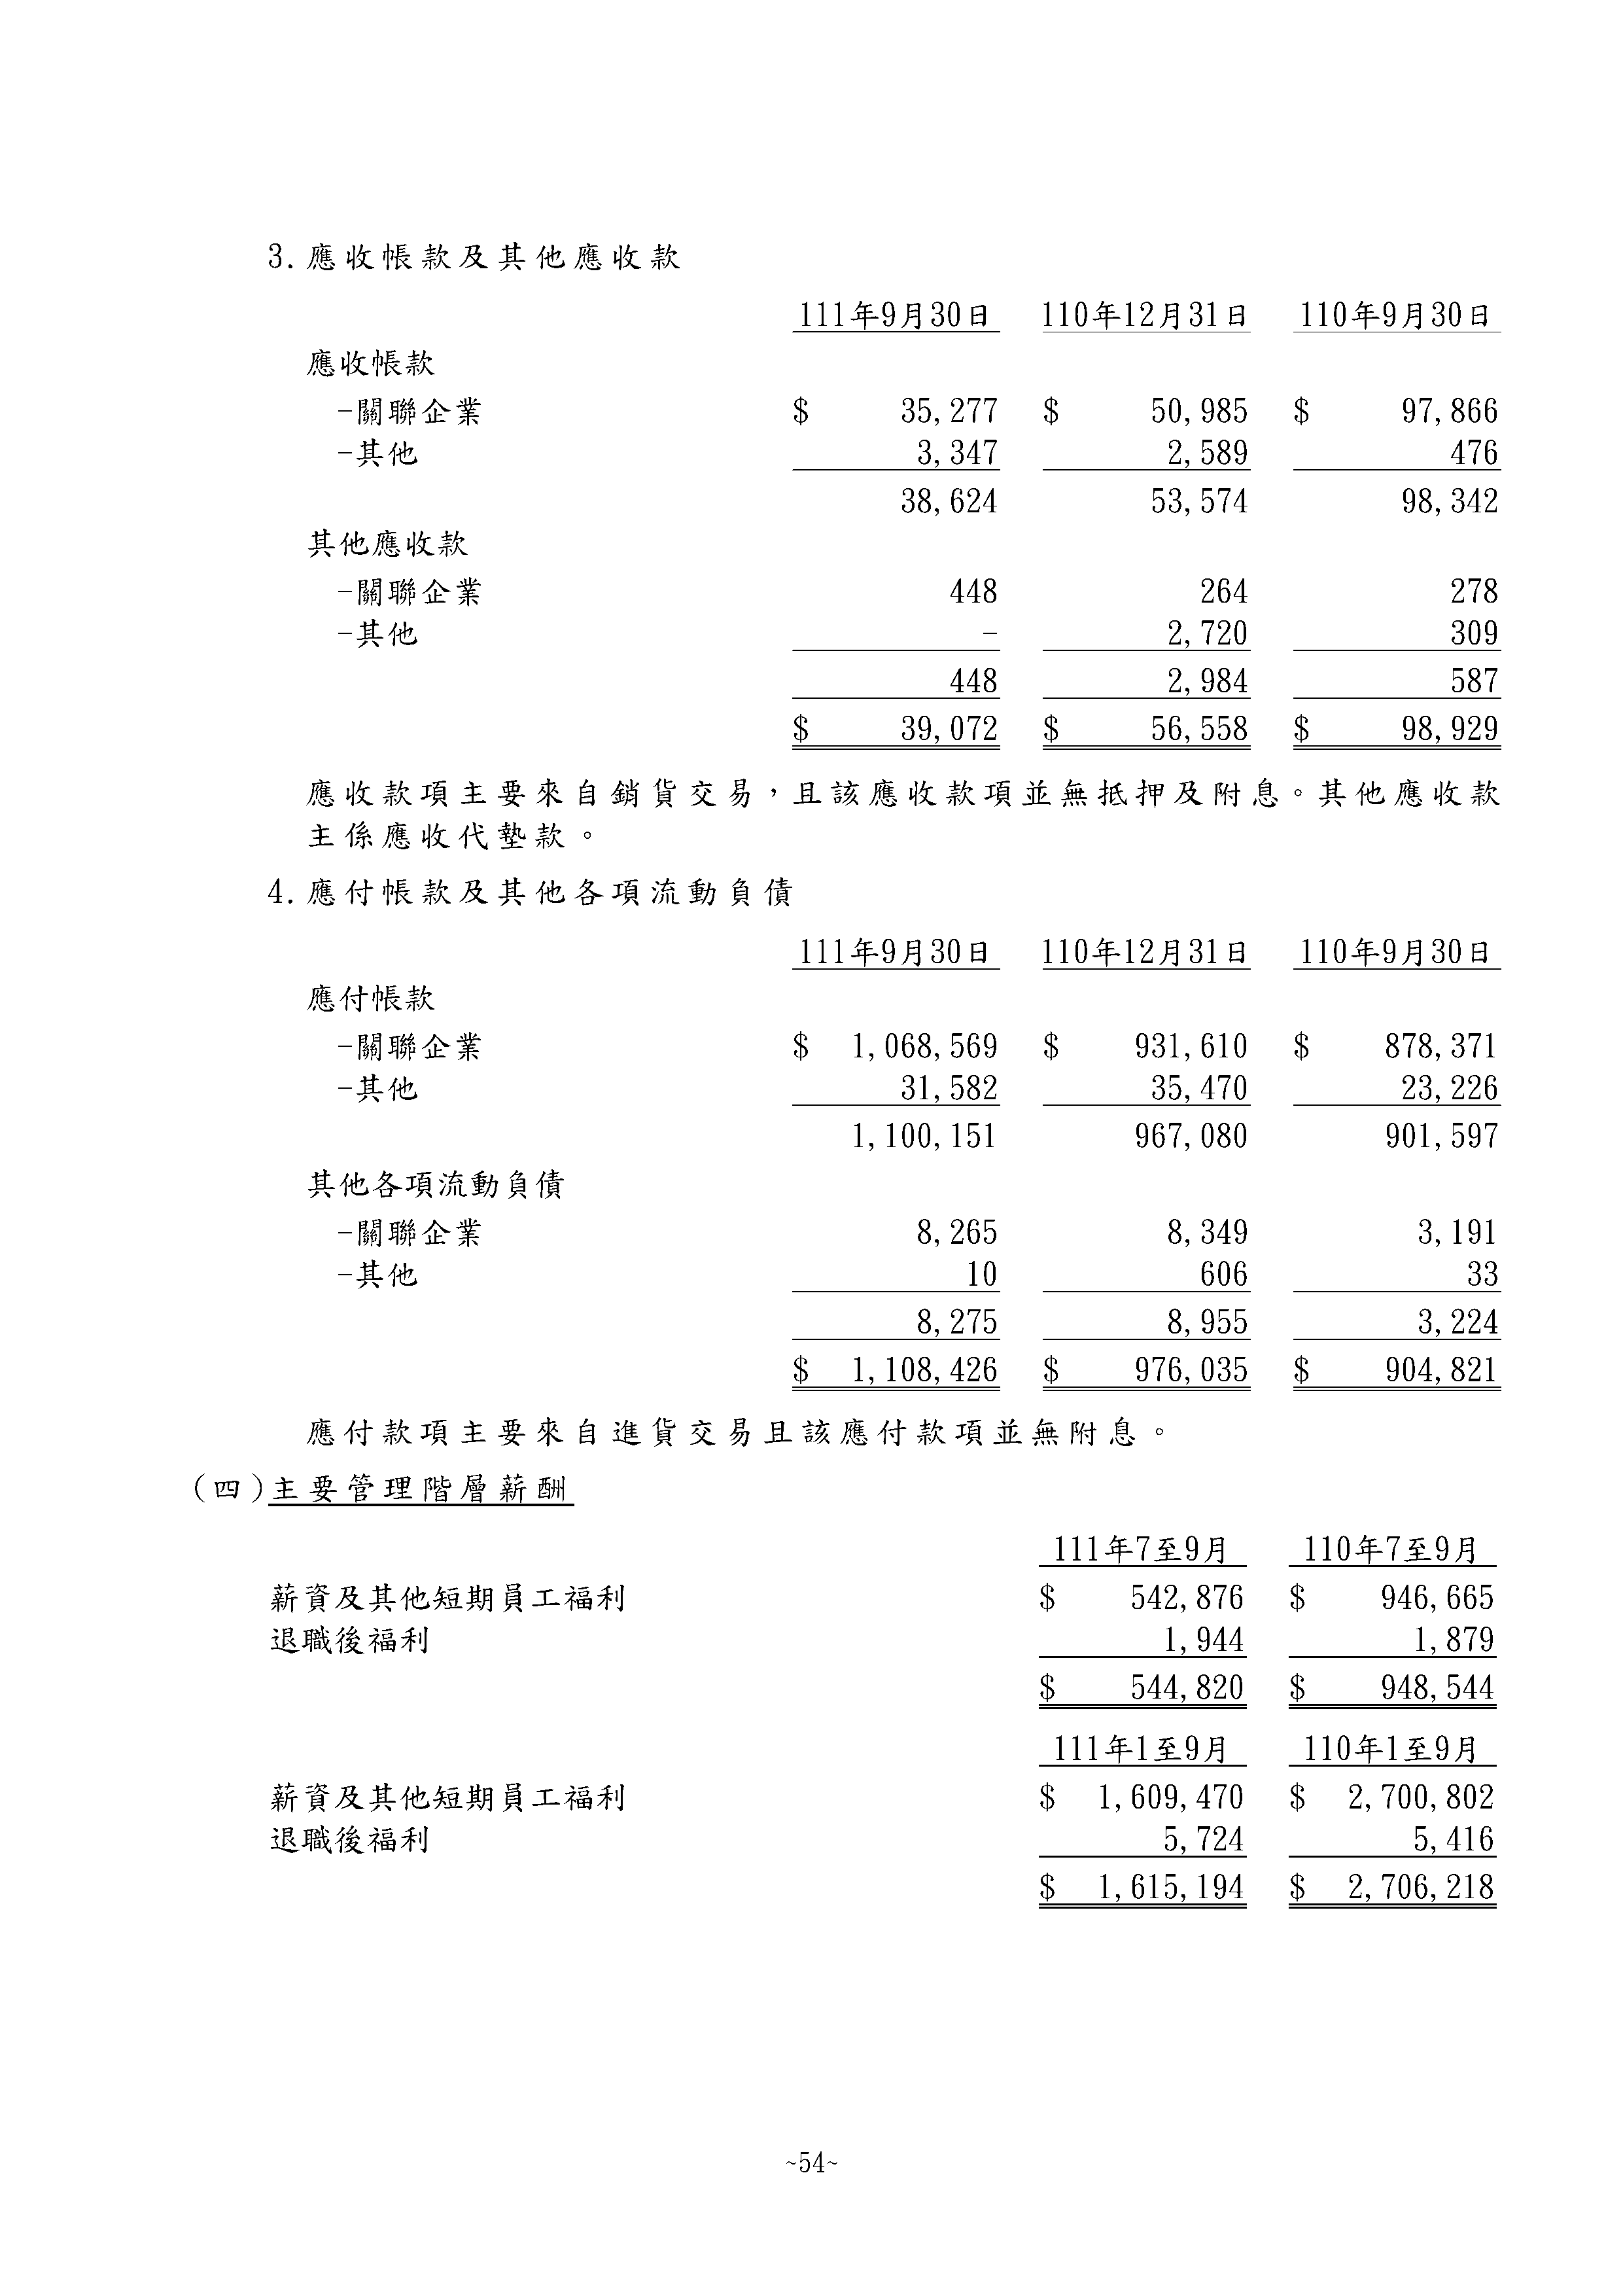 3.應收帳款及其他應收款
111年9月30日 110年12月31日 110年9月30日
應收帳款
-關聯企業 $ 35,277 $ 50,985 $ 97,866
-其他 3,347 2,589 476
38,624 53,574 98,342
其他應收款
-關聯企業 448 264 278
-其他 - 2,720 309
448 2,984 587
$ 39,072 $ 56,558 $ 98,929
應收款項主要來自銷貨交易，且該應收款項並無抵押及附息。其他應收款
主係應收代墊款。
4.應付帳款及其他各項流動負債
111年9月30日 110年12月31日 110年9月30日
應付帳款
-關聯企業 $ 1,068,569 $ 931,610 $ 878,371
-其他 31,582 35,470 23,226
1,100,151 967,080 901,597
其他各項流動負債
-關聯企業 8,265 8,349 3,191
-其他 10 606 33
8,275 8,955 3,224
$ 1,108,426 $ 976,035 $ 904,821
應付款項主要來自進貨交易且該應付款項並無附息。
(四)主要管理階層薪酬
111年7至9月 110年7至9月
薪資及其他短期員工福利 $ 542,876 $ 946,665
退職後福利 1,944 1,879
$ 544,820 $ 948,544
111年1至9月 110年1至9月
薪資及其他短期員工福利 $ 1,609,470 $ 2,700,802
退職後福利 5,724 5,416
$ 1,615,194 $ 2,706,218
~54~